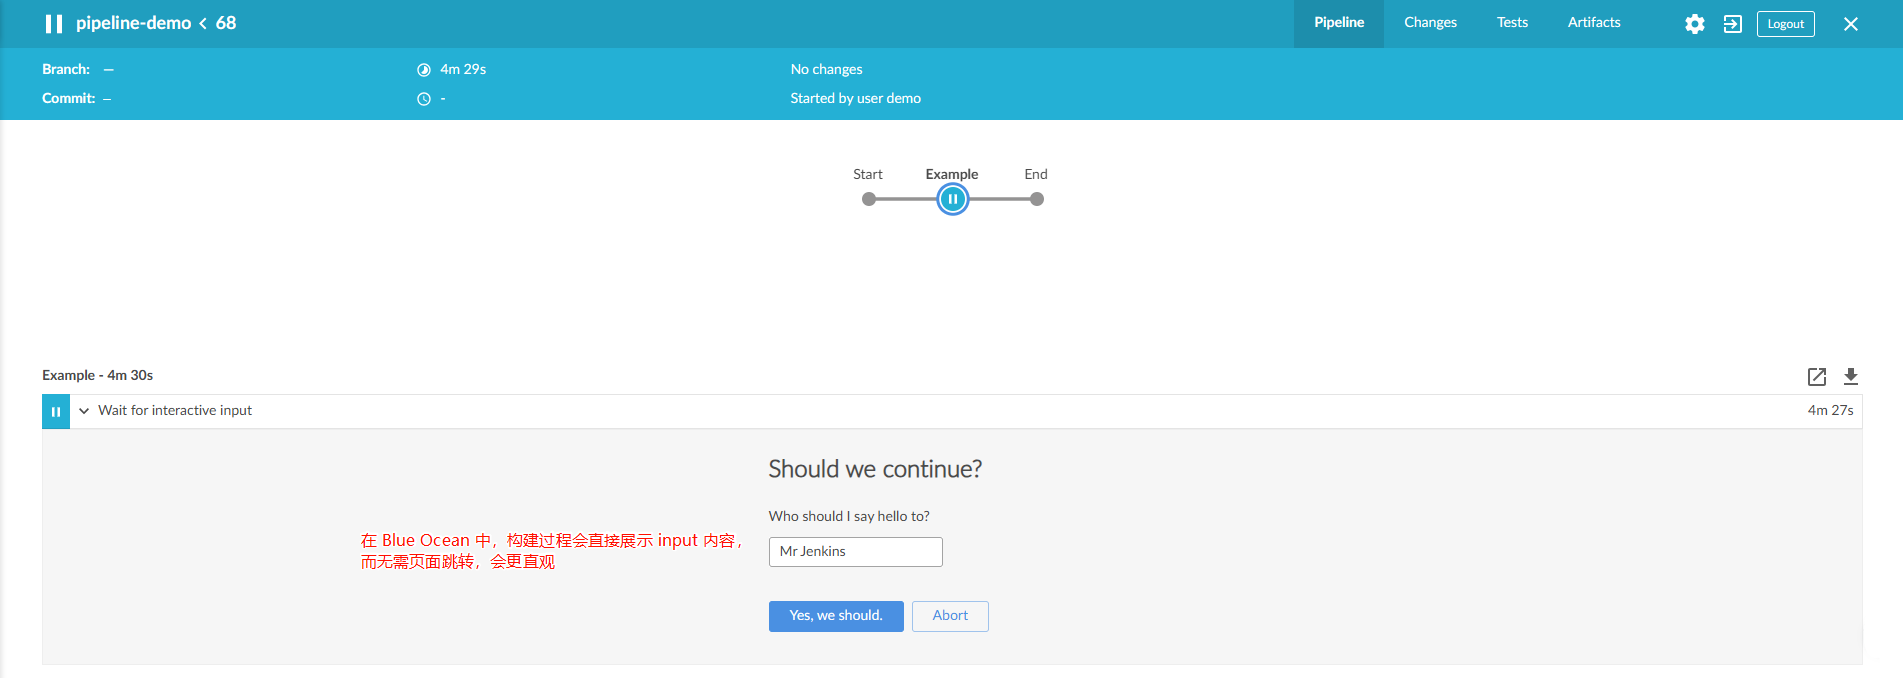 pipeline-demo < 68
Pipeline Changes Tests Artifacts Logout
Branch: — 4m 29s No changes
Commit: — - Started by user demo
Start Example End
Example - 4m 30s
Wait for interactive input 4m 27s
Should we continue?
Who should I say hello to?
在 Blue Ocean 中，构建过程会直接展示 input 内容，
而无需页面跳转，会更直观
Mr Jenkins
Yes, we should. Abort